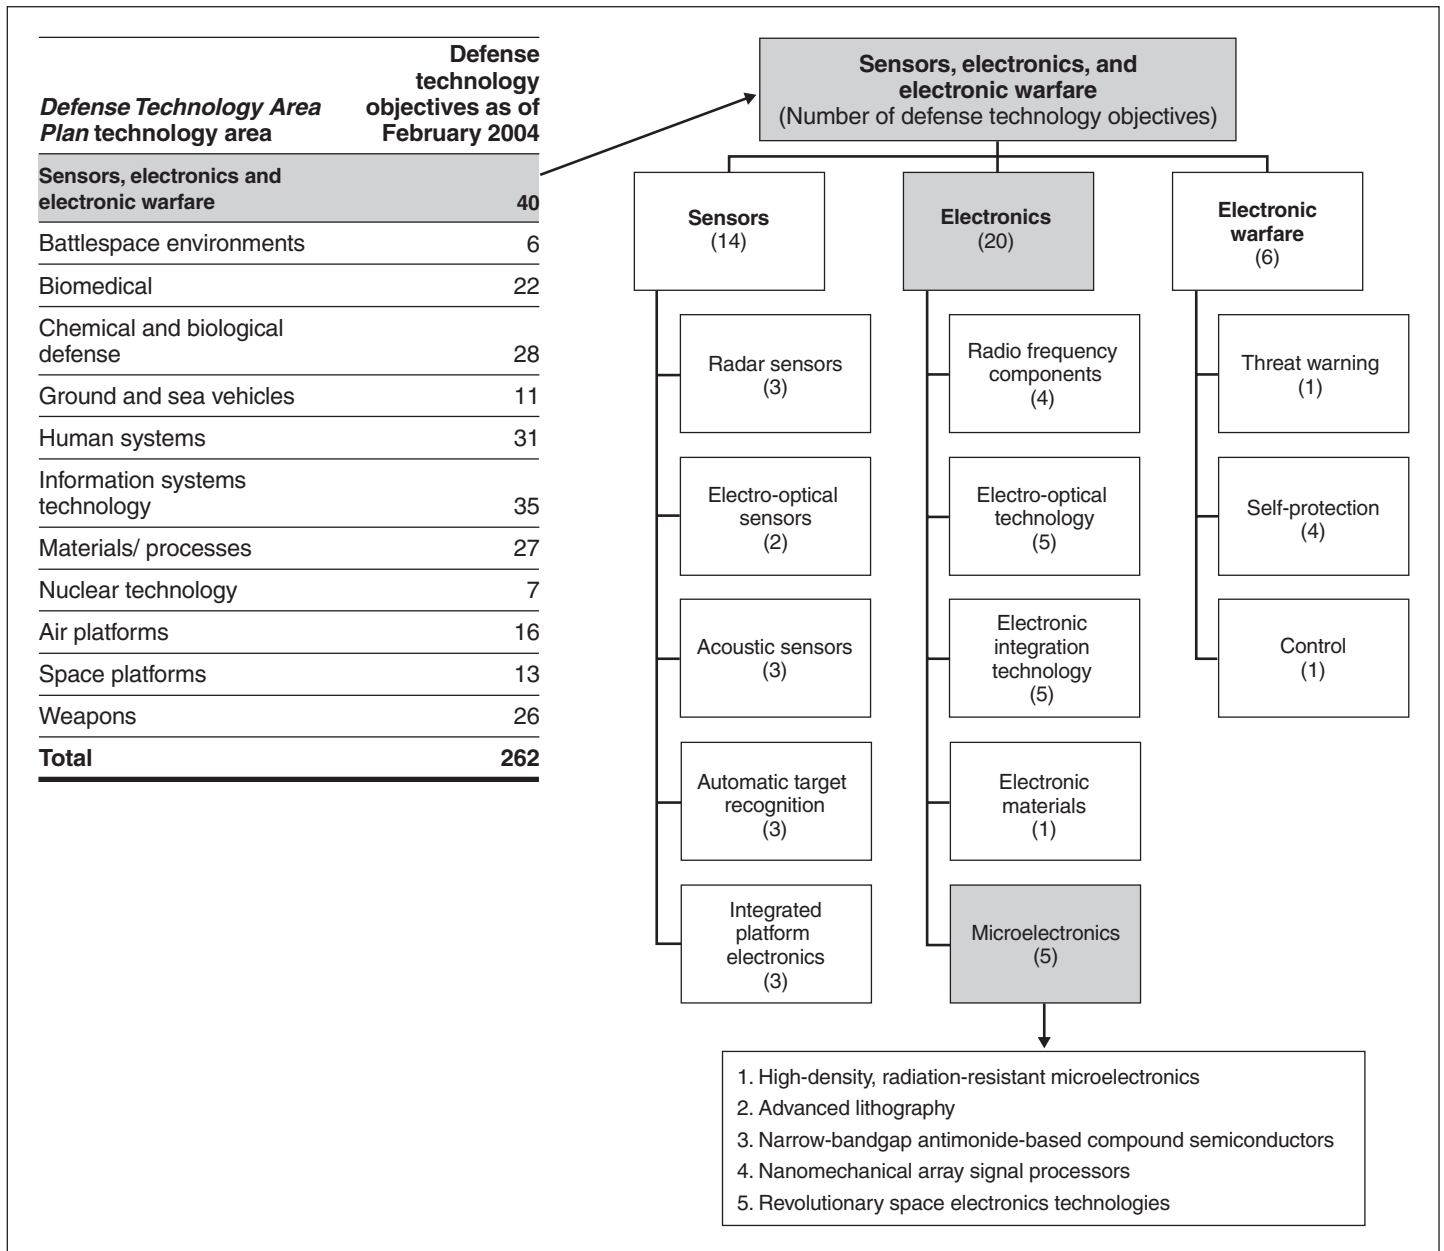 Defense Technology Area
Plan technology area
Defense
technology
objectives as of
February 2004
Sensors, electronics and
electronic warfare 40
Battlespace environments 6
Biomedical 22
Chemical and biological
defense 28
Ground and sea vehicles 11
Human systems 31
Information systems
technology 35
Materials/ processes 27
Nuclear technology 7
Air platforms 16
Space platforms 13
Weapons 26
Total 262
Sensors, electronics, and
electronic warfare
(Number of defense technology objectives)
Sensors
(14)
Radar sensors
(3)
Electro-optical
sensors
(2)
Acoustic sensors
(3)
Automatic target
recognition
(3)
Integrated
platform
electronics
(3)
Electronics
(20)
Radio frequency
components
(4)
Electro-optical
technology
(5)
Electronic
integration
technology
(5)
Electronic
materials
(1)
Microelectronics
(5)
Electronic
warfare
(6)
Threat warning
(1)
Self-protection
(4)
Control
(1)
1. High-density, radiation-resistant microelectronics
2. Advanced lithography
3. Narrow-bandgap antimonide-based compound semiconductors
4. Nanomechanical array signal processors
5. Revolutionary space electronics technologies